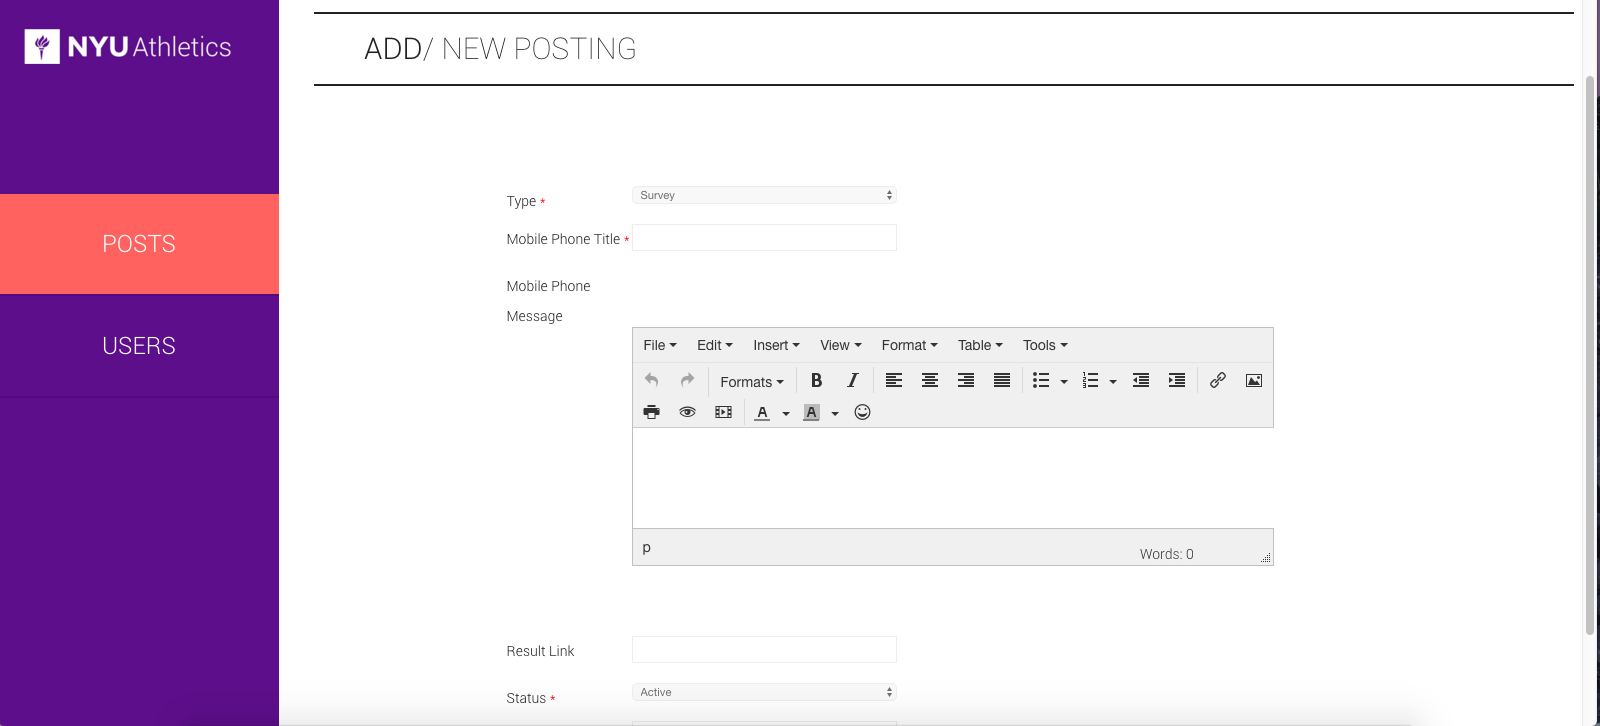 NYU Athletics
ADD/ NEW POSTING
POSTS
USERS
Type *
Survey
Mobile Phone Title *
Mobile Phone
Message
File Edit Insert View Format Table Tools
Formats B I
A A
p
Words: 0
Result Link
Status *
Active